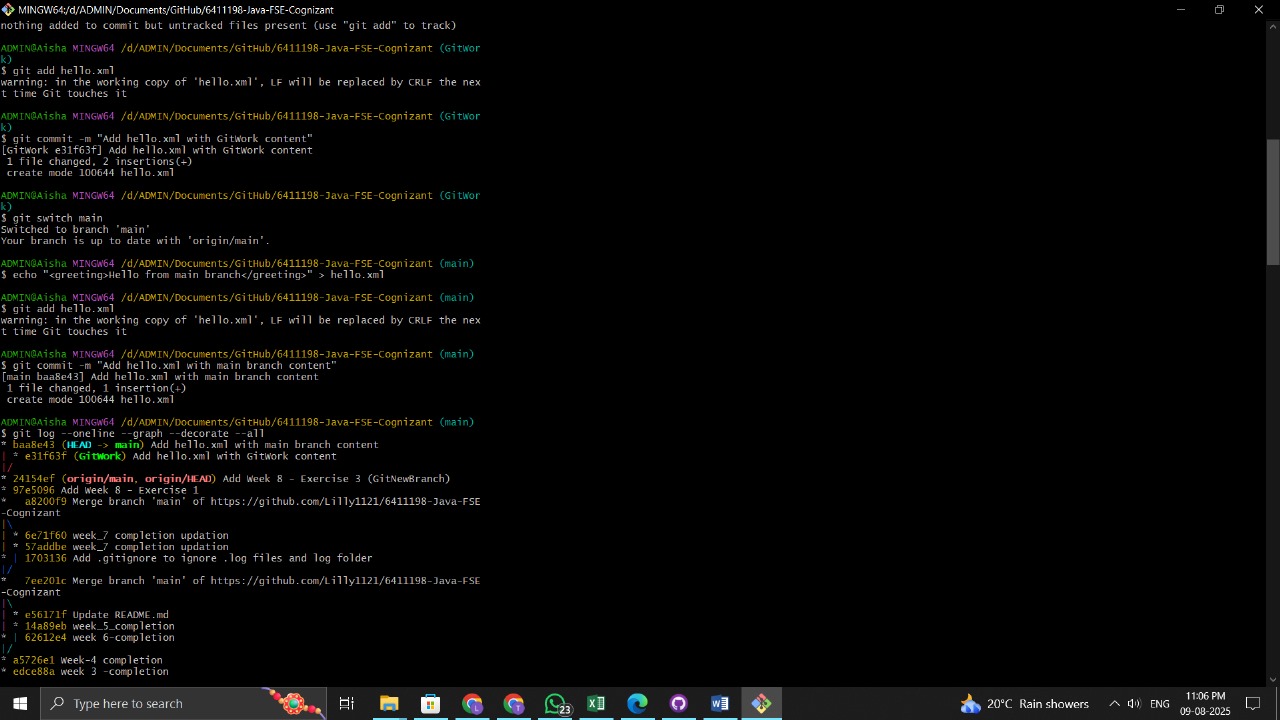 MINGW64:/d/ADMIN/Documents/GitHub/6411198-Java-FSE-Cognizant
nothing added to commit but untracked files present (use "git add" to track)
ADMIN@Aisha MINGW64 /d/ADMIN/Documents/GitHub/6411198-Java-FSE-Cognizant (GitWor
k)
$ git add hello.xml
warning: in the working copy of 'hello.xml', LF will be replaced by CRLF the nex
t time Git touches it
ADMIN@Aisha MINGW64 /d/ADMIN/Documents/GitHub/6411198-Java-FSE-Cognizant (GitWor
k)
$ git commit -m "Add hello.xml with GitWork content"
[GitWork e31f63f] Add hello.xml with GitWork content
 1 file changed, 2 insertions(+)
 create mode 100644 hello.xml
ADMIN@Aisha MINGW64 /d/ADMIN/Documents/GitHub/6411198-Java-FSE-Cognizant (GitWor
k)
$ git switch main
Switched to branch 'main'
Your branch is up to date with 'origin/main'.
ADMIN@Aisha MINGW64 /d/ADMIN/Documents/GitHub/6411198-Java-FSE-Cognizant (main)
$ echo "<greeting>Hello from main branch</greeting>" > hello.xml
ADMIN@Aisha MINGW64 /d/ADMIN/Documents/GitHub/6411198-Java-FSE-Cognizant (main)
$ git add hello.xml
warning: in the working copy of 'hello.xml', LF will be replaced by CRLF the nex
t time Git touches it
ADMIN@Aisha MINGW64 /d/ADMIN/Documents/GitHub/6411198-Java-FSE-Cognizant (main)
$ git commit -m "Add hello.xml with main branch content"
[main baa8e43] Add hello.xml with main branch content
 1 file changed, 1 insertion(+)
 create mode 100644 hello.xml
ADMIN@Aisha MINGW64 /d/ADMIN/Documents/GitHub/6411198-Java-FSE-Cognizant (main)
$ git log --oneline --graph --decorate --all
* baa8e43 (HEAD -> main) Add hello.xml with main branch content
| * e31f63f (GitWork) Add hello.xml with GitWork content
|/
* 24154ef (origin/main, origin/HEAD) Add Week 8 - Exercise 3 (GitNewBranch)
* 97e5096 Add Week 8 - Exercise 1
*   a8200f9 Merge branch 'main' of https://github.com/Lilly1121/6411198-Java-FSE
-Cognizant
|\
| * 6e71f60 week_7 completion updation
| * 57addbe week_7 completion updation
* | 1703136 Add .gitignore to ignore .log files and log folder
|/
*   7ee201c Merge branch 'main' of https://github.com/Lilly1121/6411198-Java-FSE
-Cognizant
|\
| * e56171f Update README.md
| * 14a89eb week_5_completion
* | 62612e4 week 6-completion
|/
* a5726e1 Week-4 completion
* edce88a week 3 -completion
Type here to search
23
20°C Rain showers
ENG
11:06 PM
09-08-2025